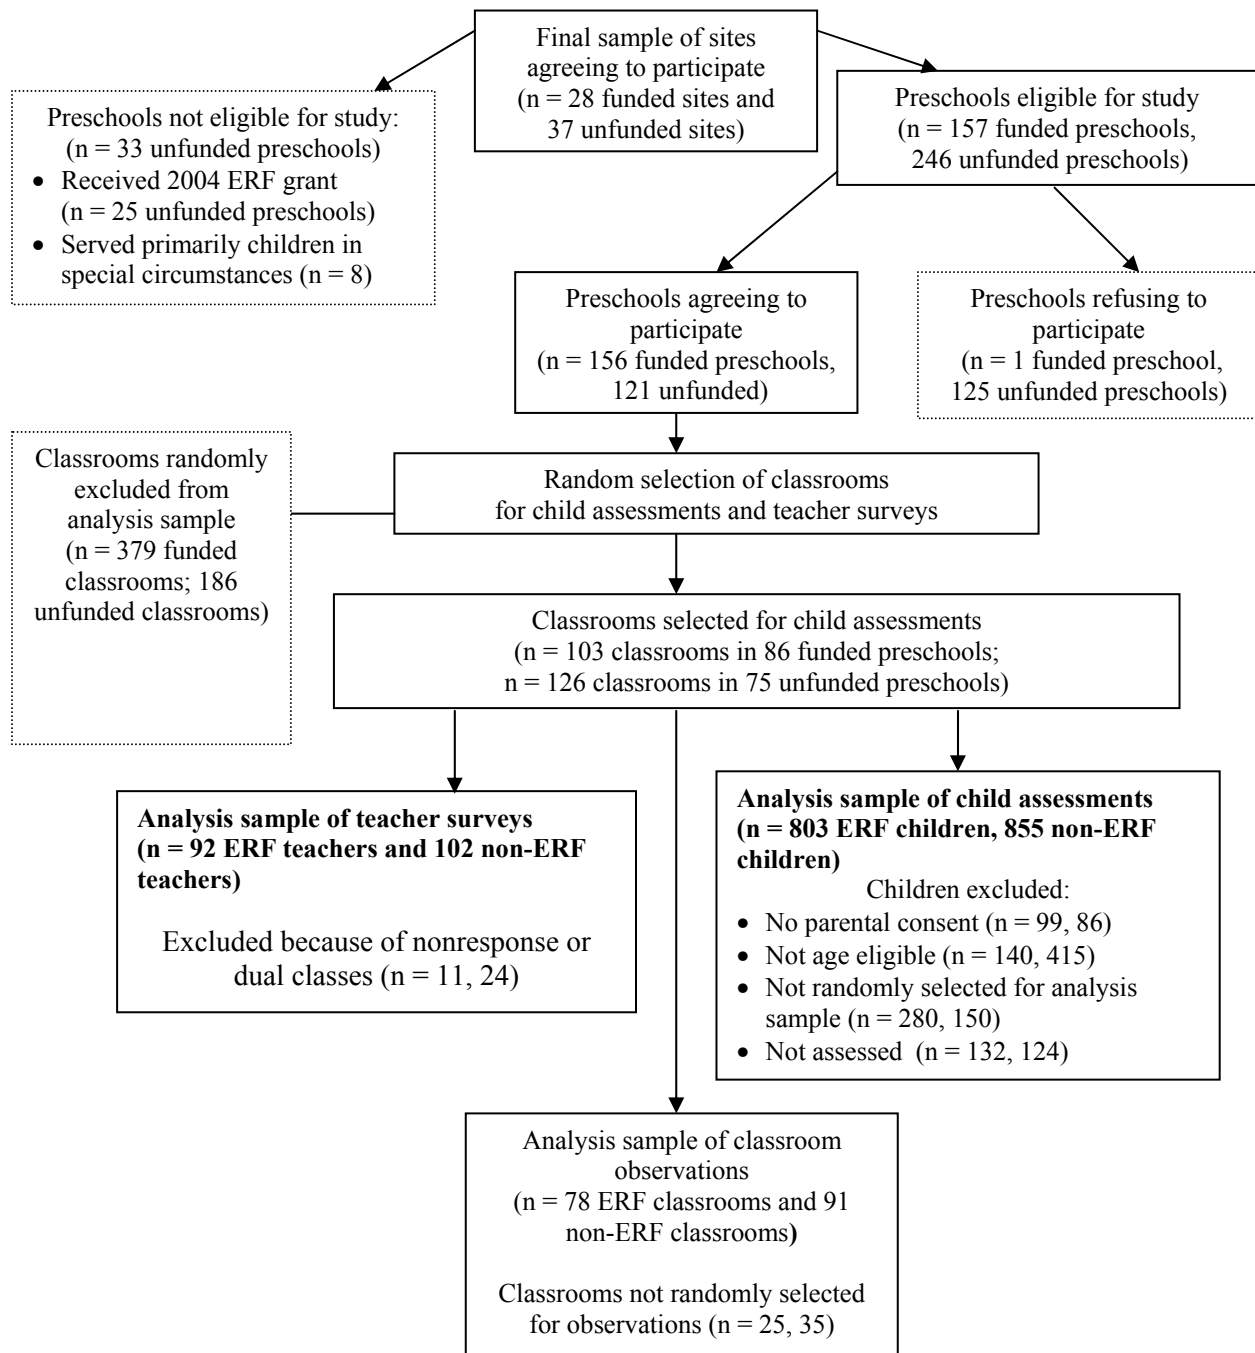 Final sample of sites
agreeing to participate
(n = 28 funded sites and
37 unfunded sites)
Preschools not eligible for study:
(n = 33 unfunded preschools)
• Received 2004 ERF grant
(n = 25 unfunded preschools)
• Served primarily children in
special circumstances (n = 8)
Preschools eligible for study
(n = 157 funded preschools,
246 unfunded preschools)
Preschools agreeing to
participate
(n = 156 funded preschools,
121 unfunded)
Preschools refusing to
participate
(n = 1 funded preschool,
125 unfunded preschools)
Classrooms randomly
excluded from
analysis sample
(n = 379 funded
classrooms; 186
unfunded classrooms)
Random selection of classrooms
for child assessments and teacher surveys
Classrooms selected for child assessments
(n = 103 classrooms in 86 funded preschools;
n = 126 classrooms in 75 unfunded preschools)
Analysis sample of teacher surveys
(n = 92 ERF teachers and 102 non-ERF
teachers)
Excluded because of nonresponse or
dual classes (n = 11, 24)
Analysis sample of child assessments
(n = 803 ERF children, 855 non-ERF
children)
Children excluded:
• No parental consent (n = 99, 86)
• Not age eligible (n = 140, 415)
• Not randomly selected for analysis
sample (n = 280, 150)
• Not assessed (n = 132, 124)
Analysis sample of classroom
observations
(n = 78 ERF classrooms and 91
non-ERF classrooms)
Classrooms not randomly selected
for observations (n = 25, 35)